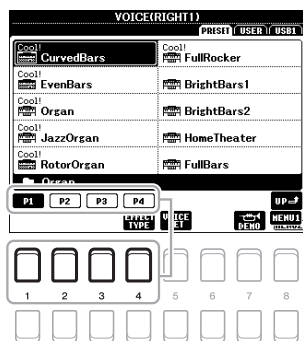 VOICE(RIGHT1)
PRESET USER USB1
Cool! CurvedBars
Cool! FullRocker
Cool! EvenBars
BrightBars1
Cool! Organ
BrightBars2
Cool! JazzOrgan
HomeTheater
Cool! RotorOrgan
FullBars
Organ
P1 P2 P3 P4 UP
EFFECT TYPE
DEMO
MENU1
1 2 3 4 5 6 7 8